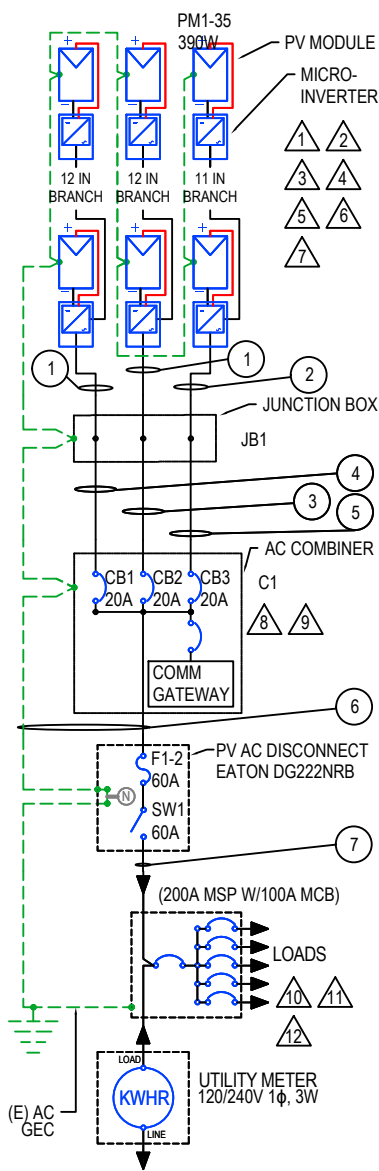 PM1-35
390W
PV MODULE
MICRO-
INVERTER
1 2
3 4
5 6
7
+ + +
- - -
12 IN
BRANCH
12 IN
BRANCH
11 IN
BRANCH
+ + +
- - -
1
1
2
JUNCTION BOX
JB1
4
3
5
AC COMBINER
C1
CB1
20A
CB2
20A
CB3
20A
8 9
COMM
GATEWAY
6
PV AC DISCONNECT
EATON DG222NRB
F1-2
60A
N
SW1
60A
7
(200A MSP W/100A MCB)
LOADS
10 11
12
LOAD
KWHR
UTILITY METER
120/240V 1ϕ, 3W
LINE
(E) AC
GEC